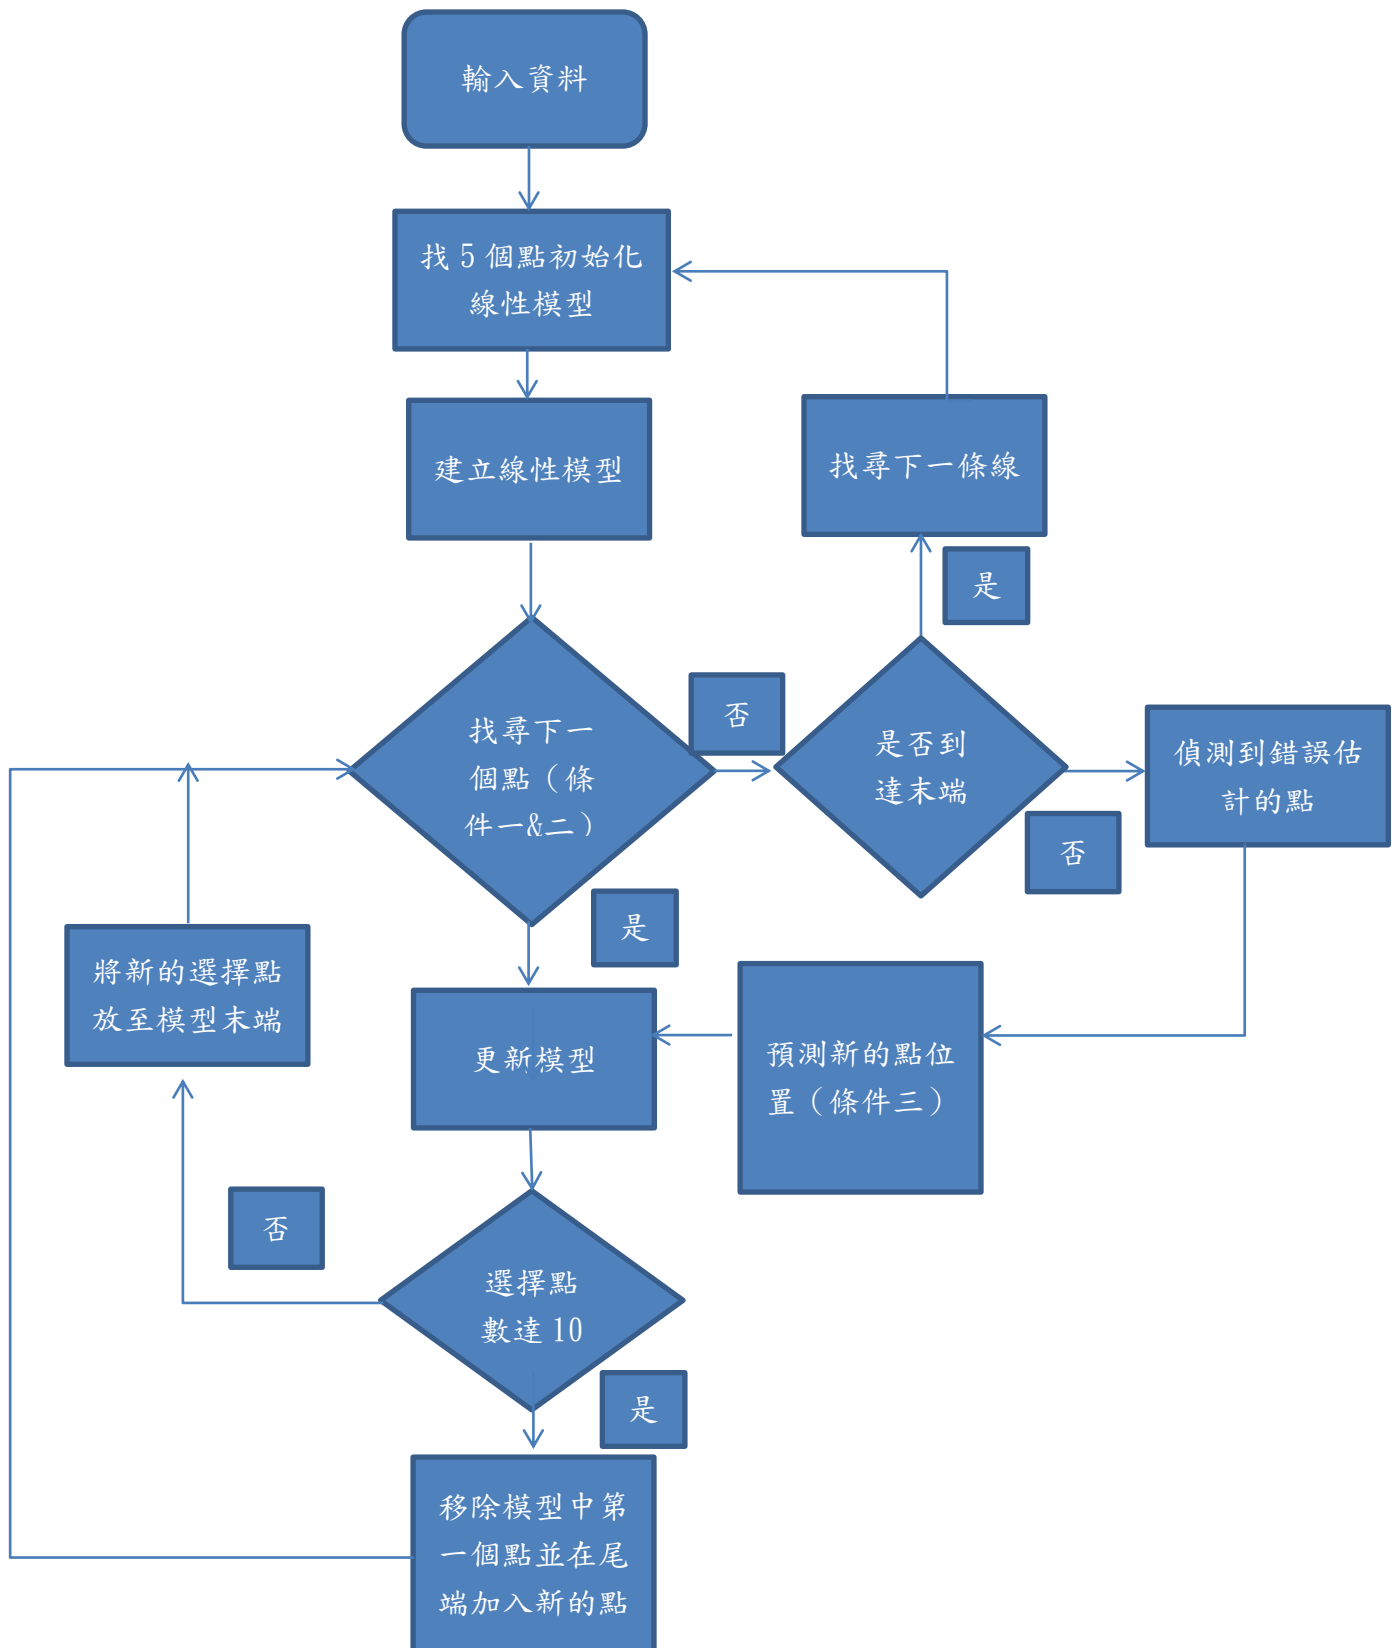 輸入資料
找 5 個點初始化
線性模型
建立線性模型
找尋下一條線
是
找尋下一
個點（條
件一&二）
否
是否到
達末端
否
偵測到錯誤估
計的點
是
將新的選擇點
放至模型末端
更新模型
預測新的點位
置（條件三）
否
選擇點
數達 10
是
移除模型中第
一個點並在尾
端加入新的點